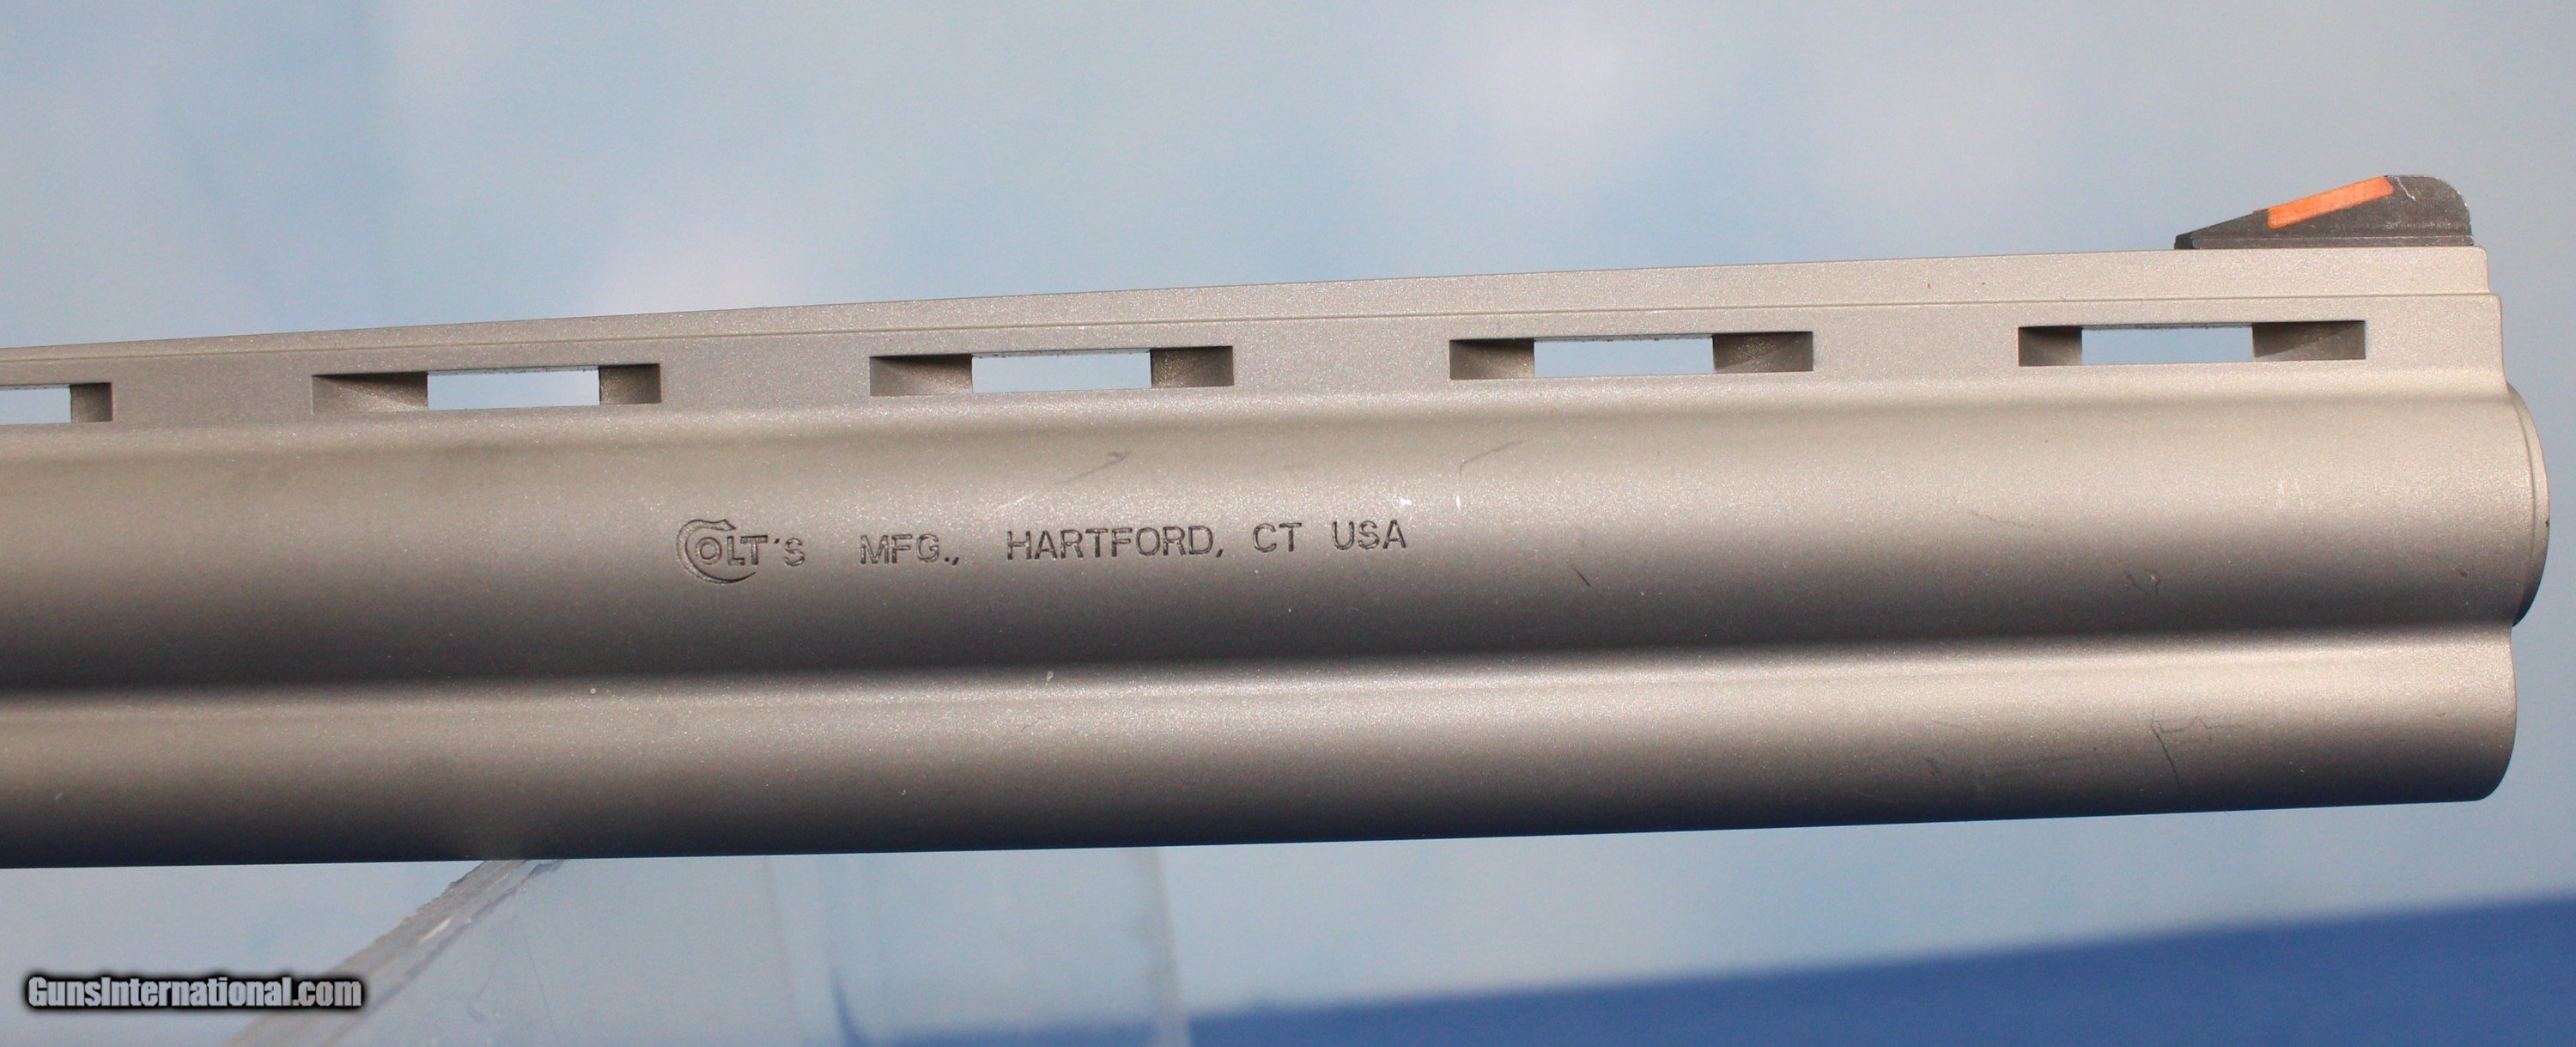 COLT'S MFG., HARTFORD, CT USA
GunsInternational.com